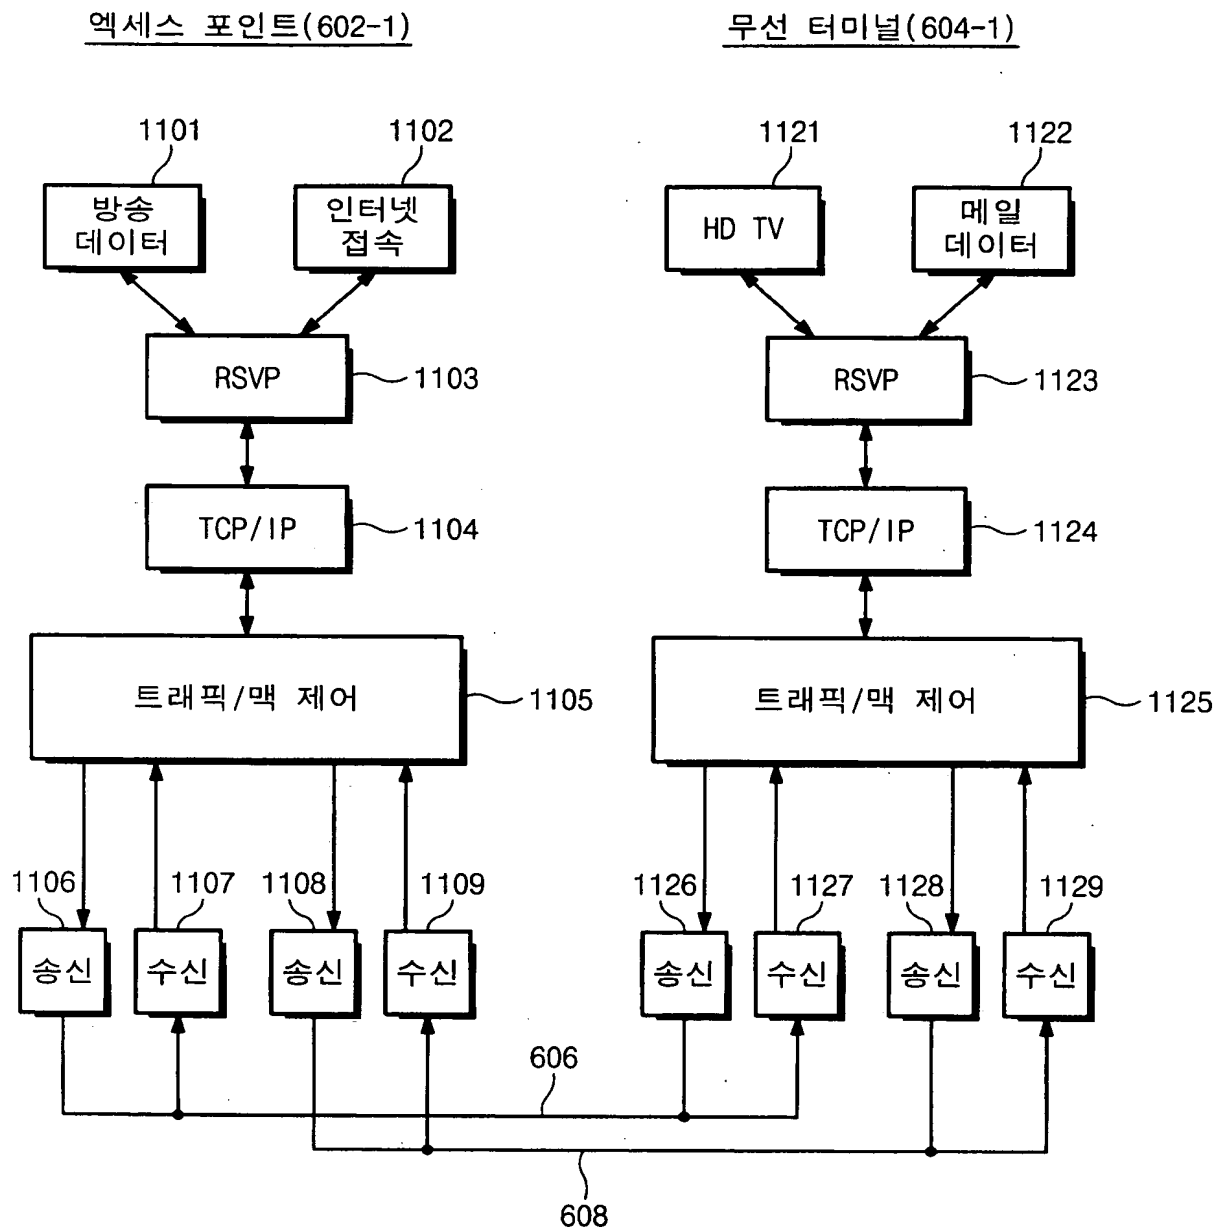 엑세스 포인트(602-1)
무선 터미널(604-1)
1101
1102
1121
1122
방송
데이터
인터넷
접속
HD TV
메일
데이터
RSVP
1103
RSVP
1123
TCP/IP
1104
TCP/IP
1124
트래픽/맥 제어
1105
트래픽/맥 제어
1125
1106
1107
1108
1109
1126
1127
1128
1129
송신
수신
송신
수신
송신
수신
송신
수신
606
608